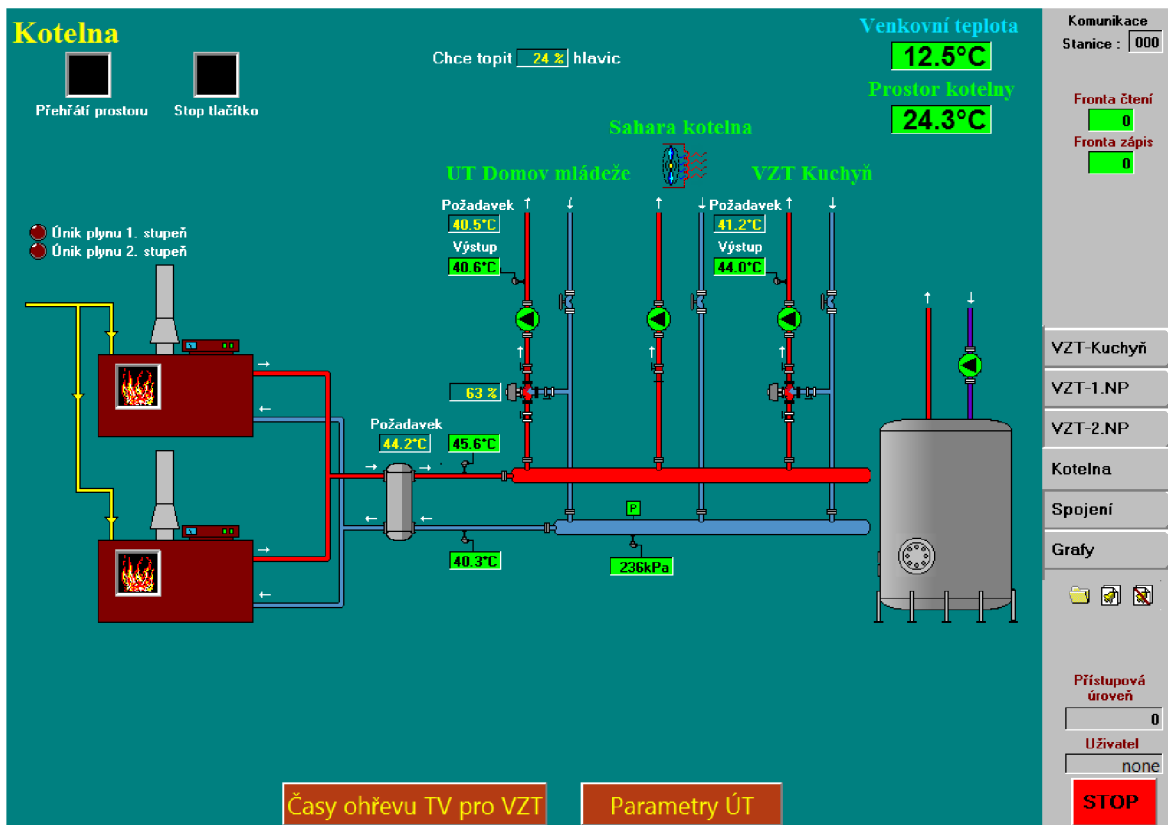 Kotelna
Přehřátí prostoru
Stop tlačítko
Chce topit 24 % hlavic
Venkovní teplota
12.5°C
Prostor kotelny
24.3°C
Sahara kotelna
UT Domov mládeže
VZT Kuchyň
Požadavek
40.5°C
Výstup
40.6°C
Požadavek
41.2°C
Výstup
44.0°C
Únik plynu 1. stupeň
Únik plynu 2. stupeň
63 %
Požadavek
44.2°C
45.6°C
P
40.3°C
236kPa
Časy ohřevu TV pro VZT
Parametry ÚT
Komunikace
Stanice : 000
Fronta čtení
0
Fronta zápis
0
VZT-Kuchyň
VZT-1.NP
VZT-2.NP
Kotelna
Spojení
Grafy
Přístupová
úroveň
0
Uživatel
none
STOP